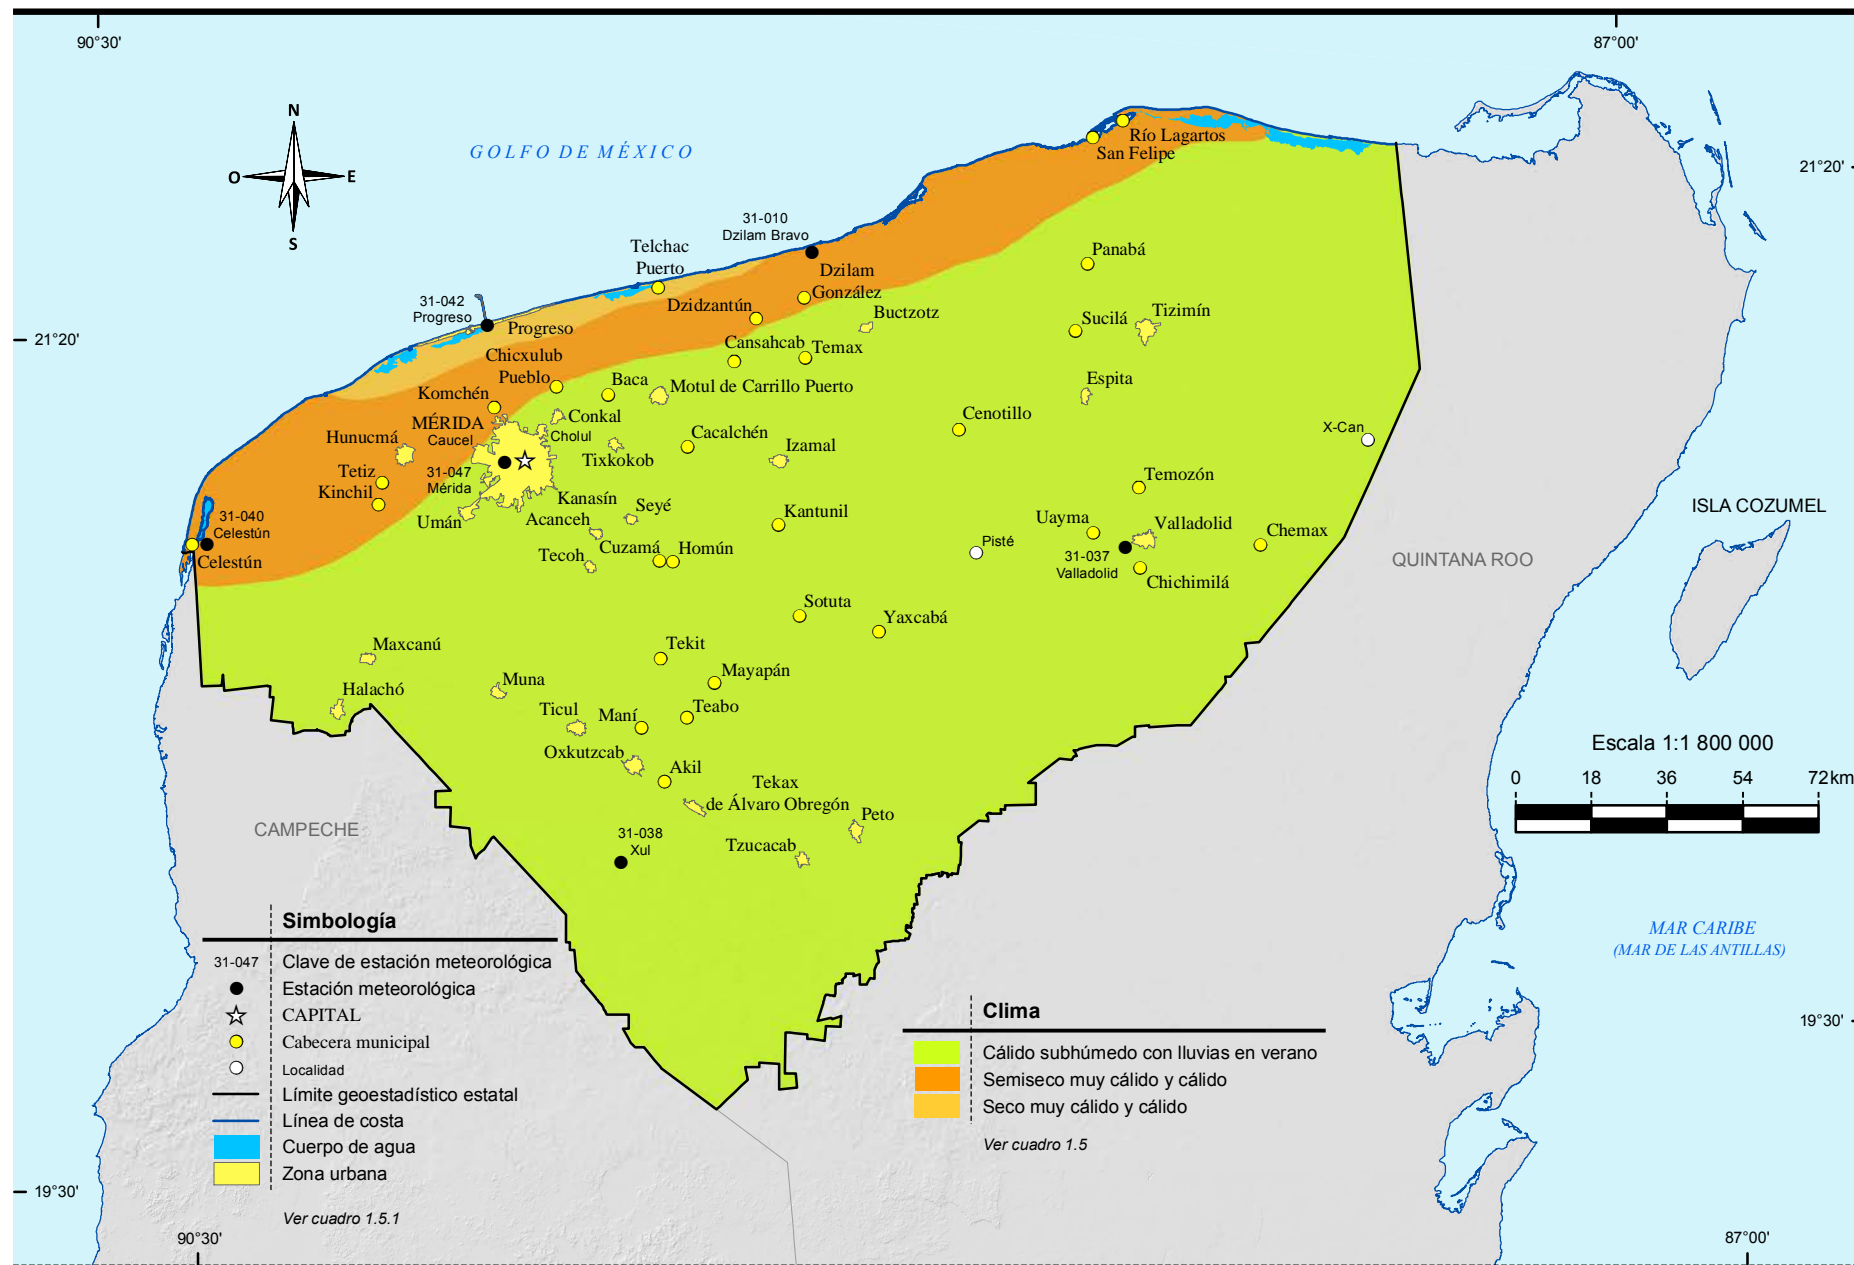 90°30'
87°00'
N
O
E
S
GOLFO DE MÉXICO
Río Lagartos
San Felipe
21°20'
31-010
Dzilam Bravo
Telchac
Puerto
Panabá
Dzilam
González
31-042
Progreso
Progreso
Dzidzantún
Buctzotz
Sucilá
Tizimín
21°20'
Chicxulub
Pueblo
Cansahcab
Temax
Komchén
Baca
Motul de Carrillo Puerto
Espita
MÉRIDA
Caucel
Conkal
Cholul
Cenotillo
X-Can
Hunucmá
Tixkokob
Cacalchén
Izamal
Tetiz
Kinchil
31-047
Mérida
Temozón
Kanasín
Seyé
Umán
Acanceh
Kantunil
ISLA COZUMEL
31-040
Celestún
Uayma
Valladolid
Chemax
Celestún
Tecoh
Cuzamá
Homún
Pisté
31-037
Valladolid
Chichimilá
QUINTANA ROO
Sotuta
Yaxcabá
Maxcanú
Tekit
Mayapán
Halachó
Muna
Ticul
Maní
Teabo
Oxkutzcab
Akil
Tekax
de Álvaro Obregón
Escala 1:1 800 000
0
18
36
54
72 km
Peto
CAMPECHE
31-038
Xul
Tzucacab
MAR CARIBE
(MAR DE LAS ANTILLAS)
Simbología
31-047
Clave de estación meteorológica
Estación meteorológica
CAPITAL
Cabecera municipal
Localidad
Límite geoestadístico estatal
Línea de costa
Cuerpo de agua
Zona urbana
Ver cuadro 1.5.1
Clima
Cálido subhúmedo con lluvias en verano
Semiseco muy cálido y cálido
Seco muy cálido y cálido
Ver cuadro 1.5
19°30'
19°30'
90°30'
87°00'